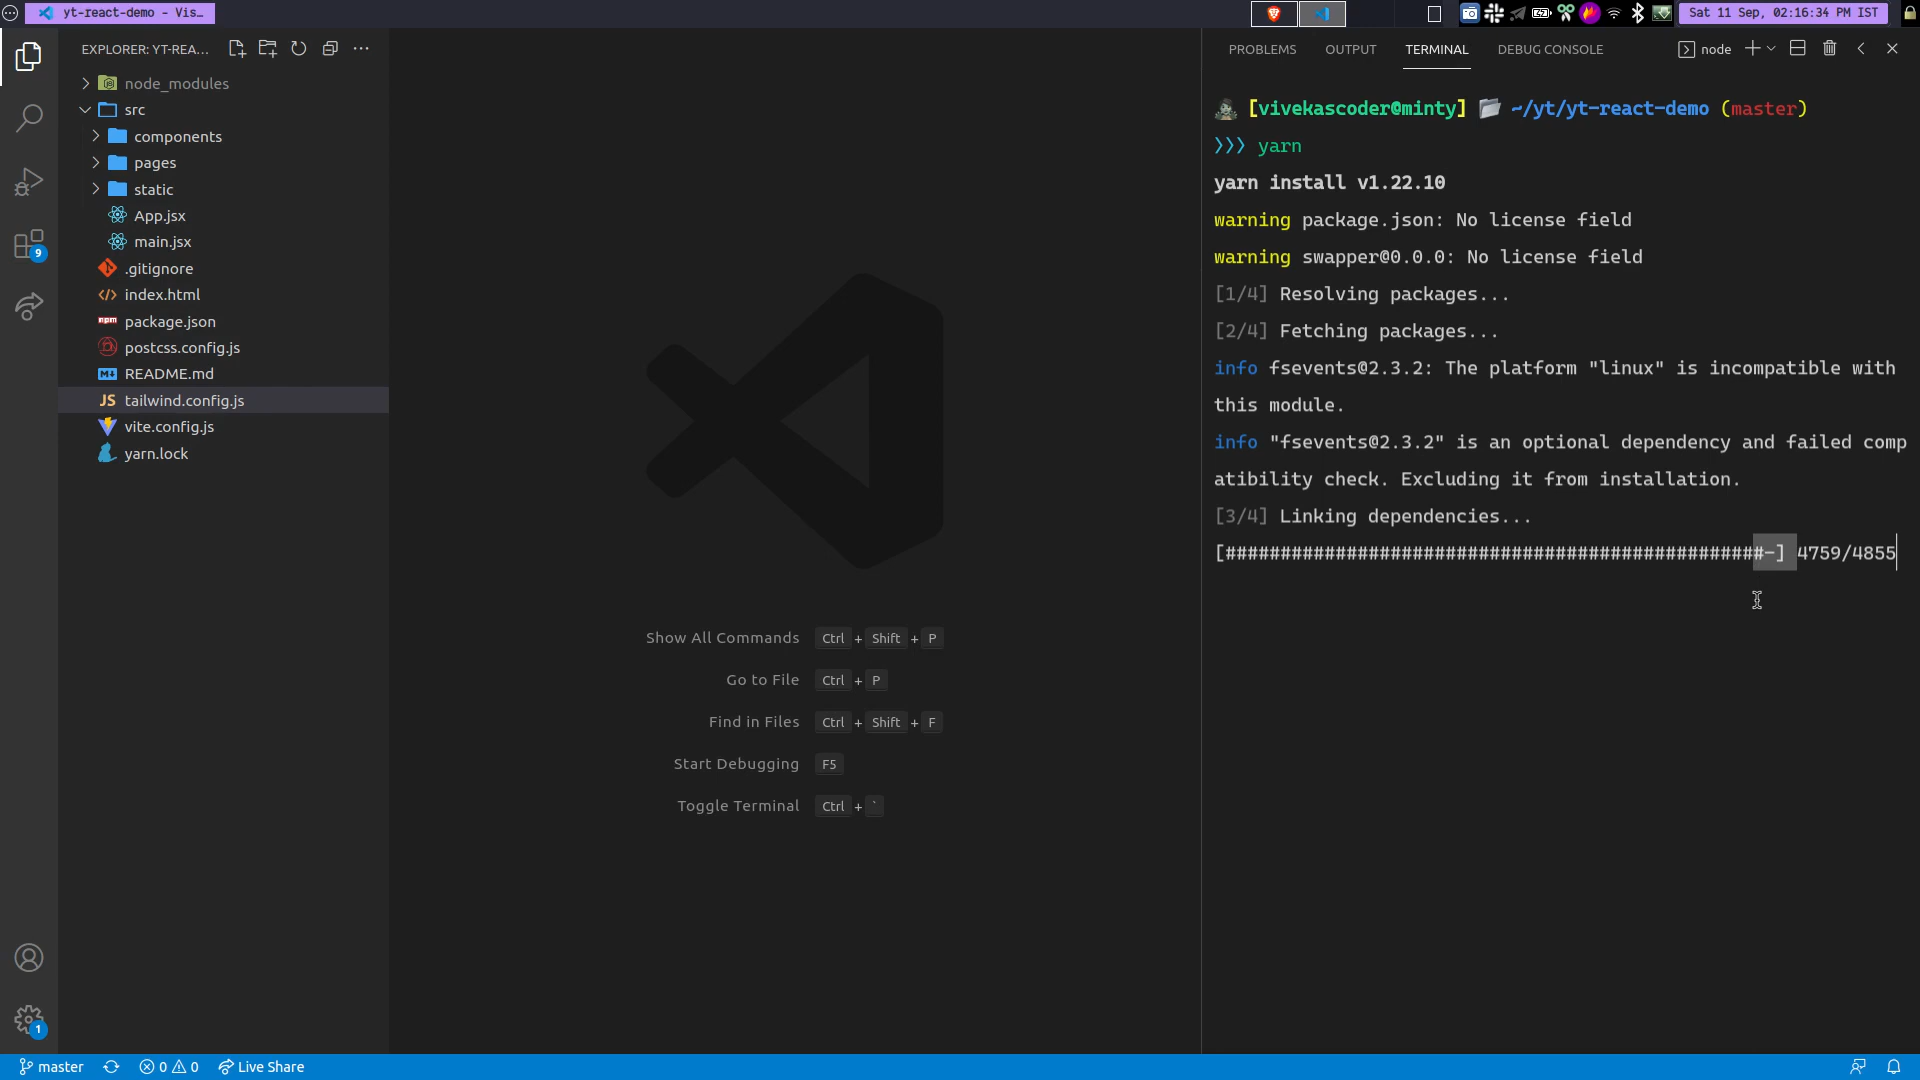 yt-react-demo - Vis…
Sat 11 Sep, 02:16:34 PM IST
EXPLORER: YT-REA...
node_modules
src
components
pages
static
App.jsx
main.jsx
.gitignore
index.html
package.json
postcss.config.js
README.md
JS tailwind.config.js
vite.config.js
yarn.lock
9
1
Show All Commands Ctrl + Shift + P
Go to File Ctrl + P
Find in Files Ctrl + Shift + F
Start Debugging F5
Toggle Terminal Ctrl + `
PROBLEMS OUTPUT TERMINAL DEBUG CONSOLE node
[vivekascoder@minty] ~/yt/yt-react-demo (master)
❯❯❯ yarn
yarn install v1.22.10
warning package.json: No license field
warning swapper@0.0.0: No license field
[1/4] Resolving packages...
[2/4] Fetching packages...
info fsevents@2.3.2: The platform "linux" is incompatible with
this module.
info "fsevents@2.3.2" is an optional dependency and failed comp
atibility check. Excluding it from installation.
[3/4] Linking dependencies...
[#################################################-] 4759/4855
master 0 0 Live Share